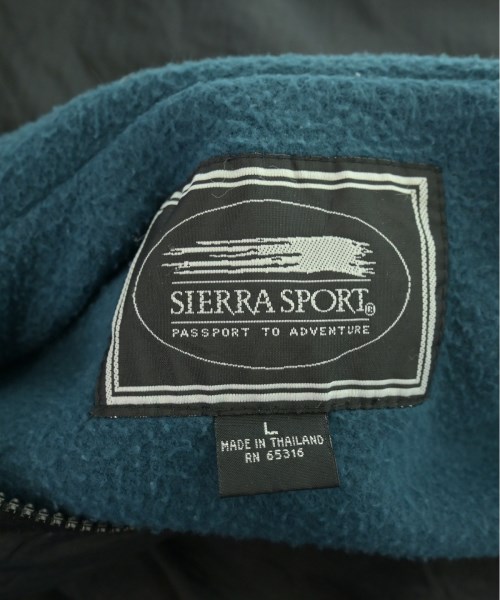 SIERRA SPORT®
PASSPORT TO ADVENTURE
L
MADE IN THAILAND
RN 65316